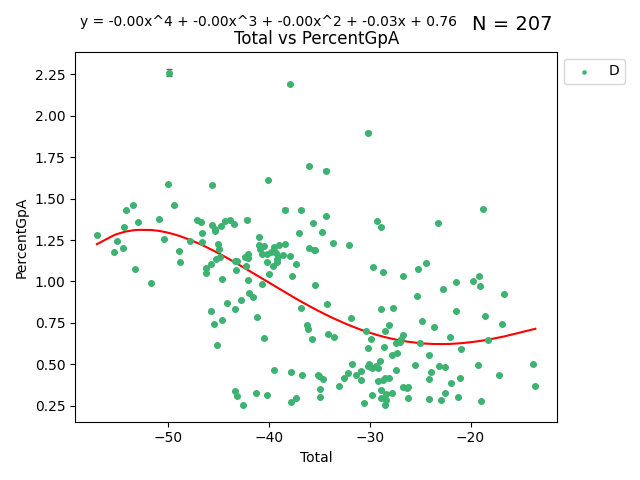 y = -0.00x^4 + -0.00x^3 + -0.00x^2 + -0.03x + 0.76
N = 207
Total vs PercentGpA
D
2.25
2.00
1.75
1.50
1.25
1.00
0.75
0.50
0.25
PercentGpA
−50 −40 −30 −20
Total